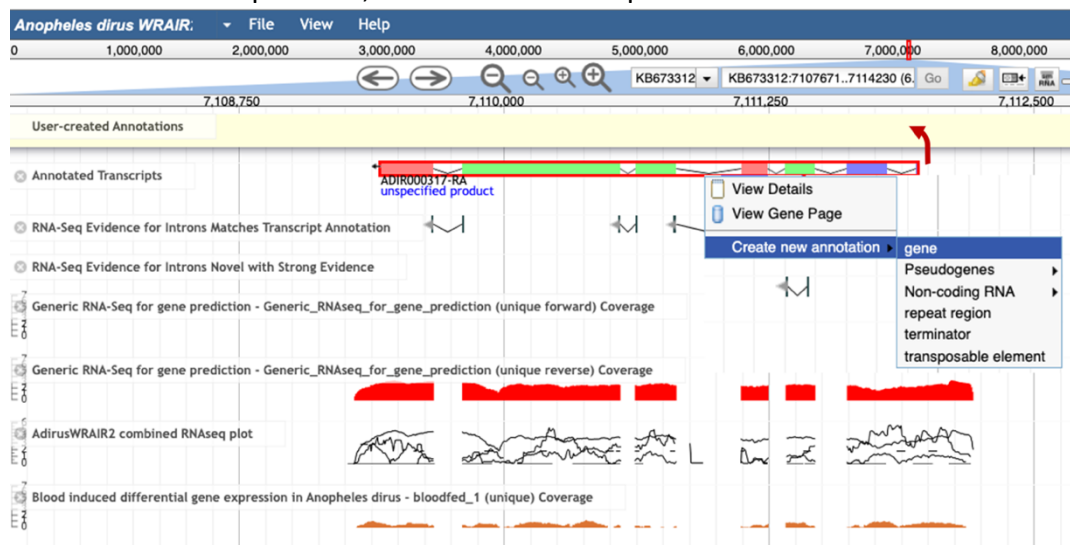 Anopheles dirus WRAIR: File View Help
0 1,000,000 2,000,000 3,000,000 4,000,000 5,000,000 6,000,000 7,000,000 8,000,000
KB673312 KB673312:7107671..7114230 (6. Go
7,108,750 7,110,000 7,111,250 7,112,500
User-created Annotations
Annotated Transcripts
ADIR000317-RA
unspecified product
View Details
View Gene Page
Create new annotation
gene
Pseudogenes
Non-coding RNA
repeat region
terminator
transposable element
RNA-Seq Evidence for Introns Matches Transcript Annotation
RNA-Seq Evidence for Introns Novel with Strong Evidence
Generic RNA-Seq for gene prediction - Generic_RNAseq_for_gene_prediction (unique forward) Coverage
Generic RNA-Seq for gene prediction - Generic_RNAseq_for_gene_prediction (unique reverse) Coverage
AdirusWRAIR2 combined RNAseq plot
Blood induced differential gene expression in Anopheles dirus - bloodfed_1 (unique) Coverage